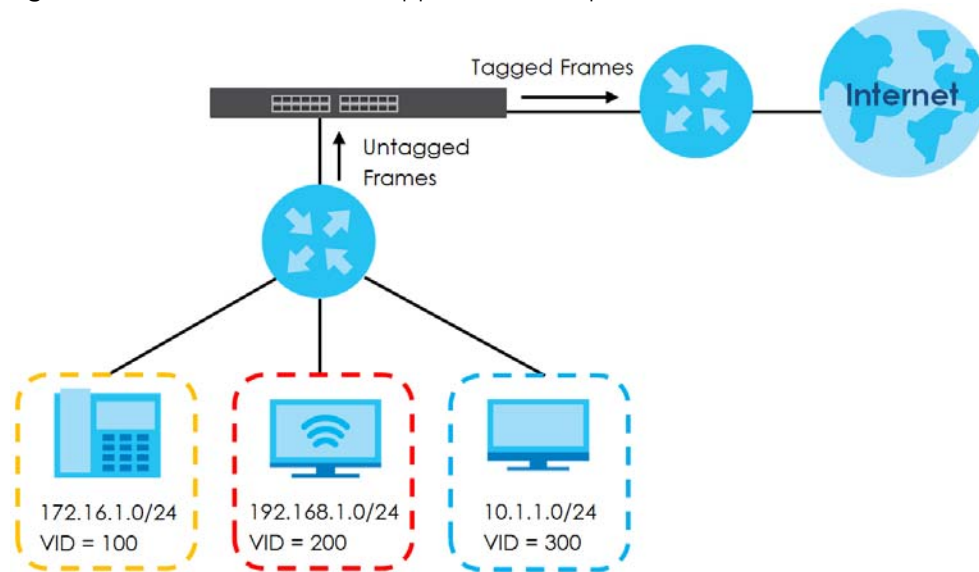 Tagged Frames
Internet
Untagged
Frames
172.16.1.0/24
VID = 100
192.168.1.0/24
VID = 200
10.1.1.0/24
VID = 300